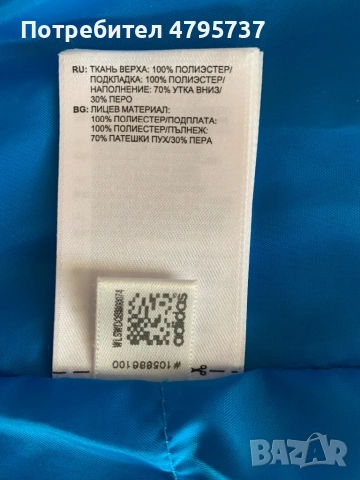 Потребител 4795737
RU: ТКАНЬ ВЕРХА: 100% ПОЛИЭСТЕР/
ПОДКЛАДКА: 100% ПОЛИЭСТЕР/
НАПОЛНЕНИЕ: 70% УТКА ВНИЗ/
30% ПЕРО
BG: ЛИЦЕВ МАТЕРИАЛ:
100% ПОЛИЕСТЕР/ПОДПЛАТА:
100% ПОЛИЕСТЕР/ПЪЛНЕЖ:
70% ПАТЕШКИ ПУХ/30% ПЕРА
adidas
#105886100
BAZAR
bg